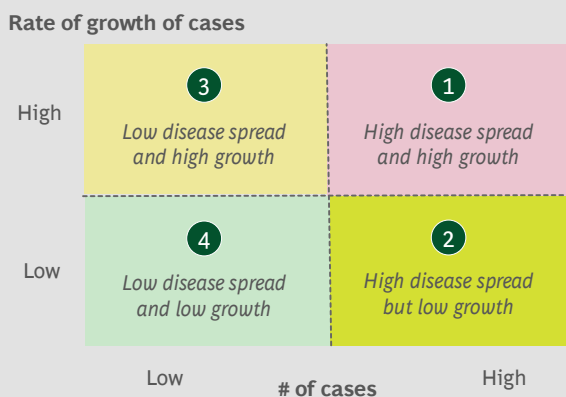 Rate of growth of cases
High
3
Low disease spread
and high growth
1
High disease spread
and high growth
Low
4
Low disease spread
and low growth
2
High disease spread
but low growth
Low
# of cases
High